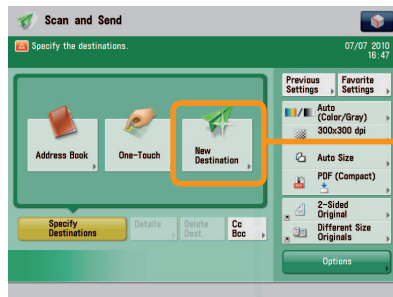 Scan and Send
Specify the destinations.
07/07 2010
16:47
Previous
Settings
Favorite
Settings
Auto
(Color/Gray)
300x300 dpi
Address Book
One-Touch
New
Destination
Auto Size
PDF (Compact)
2-Sided
Original
Specify
Destinations
Details
Delete
Dest.
Cc
Bcc
Different Size
Originals
Options